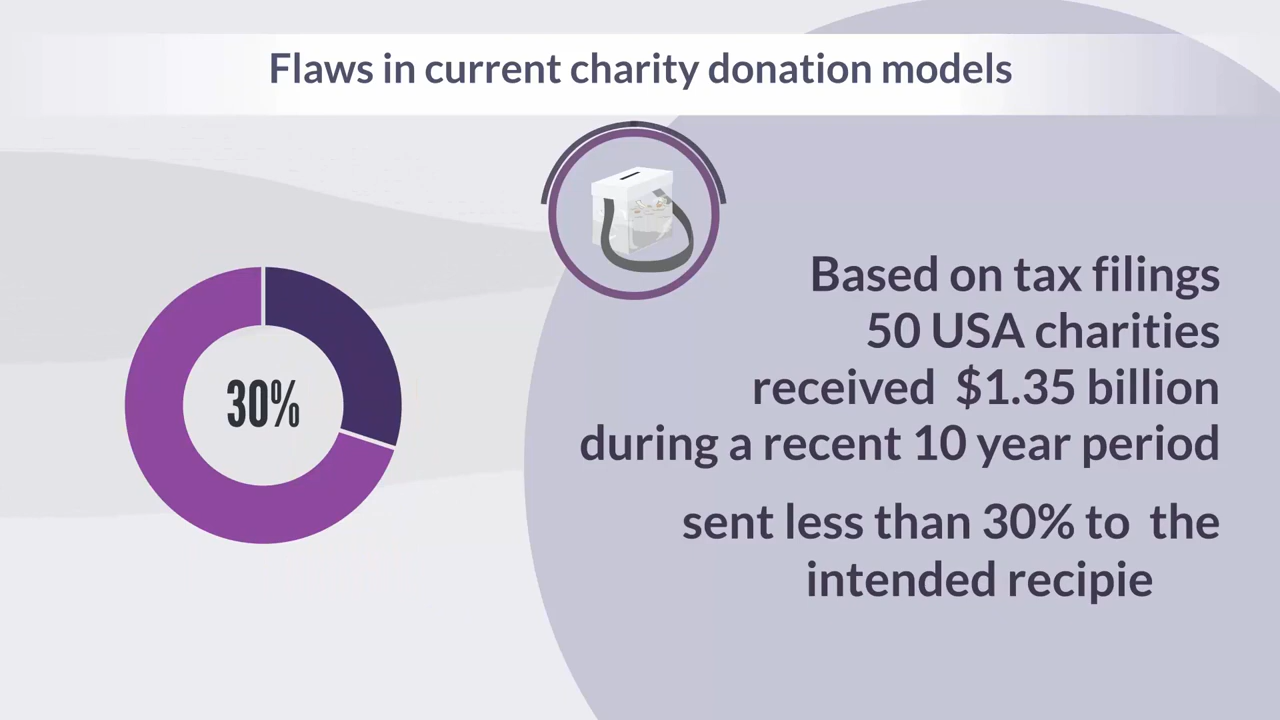 Flaws in current charity donation models
30%
Based on tax filings
50 USA charities
received $1.35 billion
during a recent 10 year period
sent less than 30% to the
intended recipie